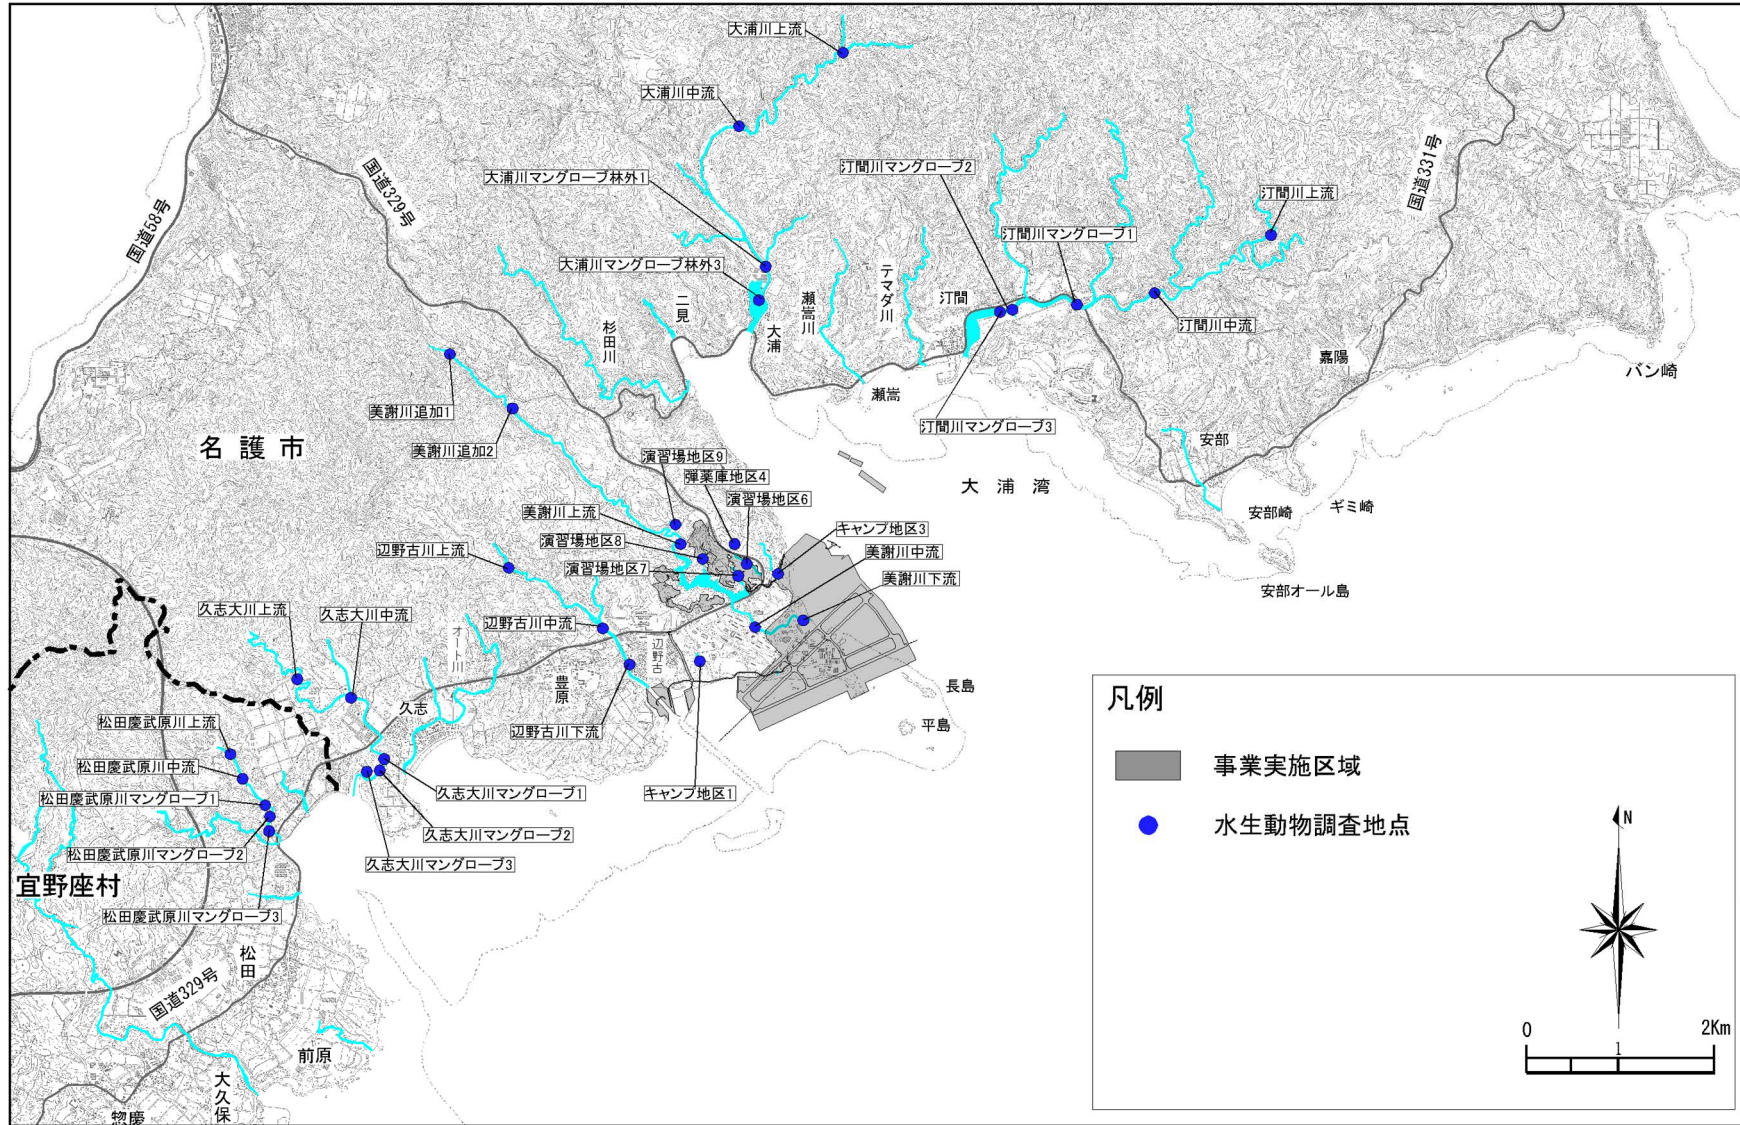 大浦川上流
大浦川中流
国道58号
国道329号
大浦川マングローブ林外1
大浦川マングローブ林外3
汀間川マングローブ2
汀間川マングローブ1
汀間川上流
国道331号
汀間川中流
汀間川マングローブ3
二見
大浦
瀬嵩川
テマダ川
汀間
杉田川
瀬嵩
嘉陽
バン崎
美謝川追加1
美謝川追加2
名護市
安部
大浦湾
安部崎
ギミ崎
安部オール島
演習場地区9
弾薬庫地区4
演習場地区6
美謝川上流
キャンプ地区3
演習場地区8
美謝川中流
辺野古川上流
演習場地区7
美謝川下流
久志大川上流
久志大川中流
オート川
辺野古川中流
辺野古
豊原
久志
辺野古川下流
長島
平島
松田慶武原川上流
松田慶武原川中流
松田慶武原川マングローブ1
松田慶武原川マングローブ2
松田慶武原川マングローブ3
久志大川マングローブ1
久志大川マングローブ2
久志大川マングローブ3
キャンプ地区1
宜野座村
松田
国道329号
前原
大久保
惣慶
凡例
事業実施区域
水生動物調査地点
N
0 1 2Km